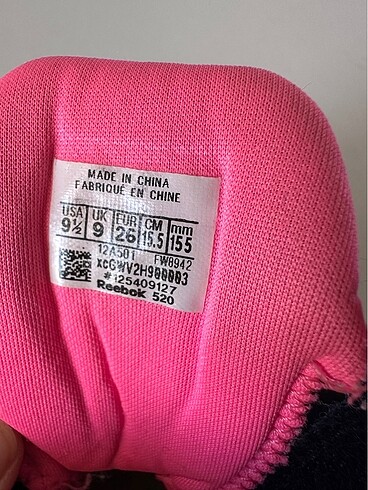 MADE IN CHINA
FABRIQUÉ EN CHINE
USA UK EUR CM mm
9½ 9 26 15.5 155
12A501 FW8942
xcGWV2H900003
#125409127
Reebok 520